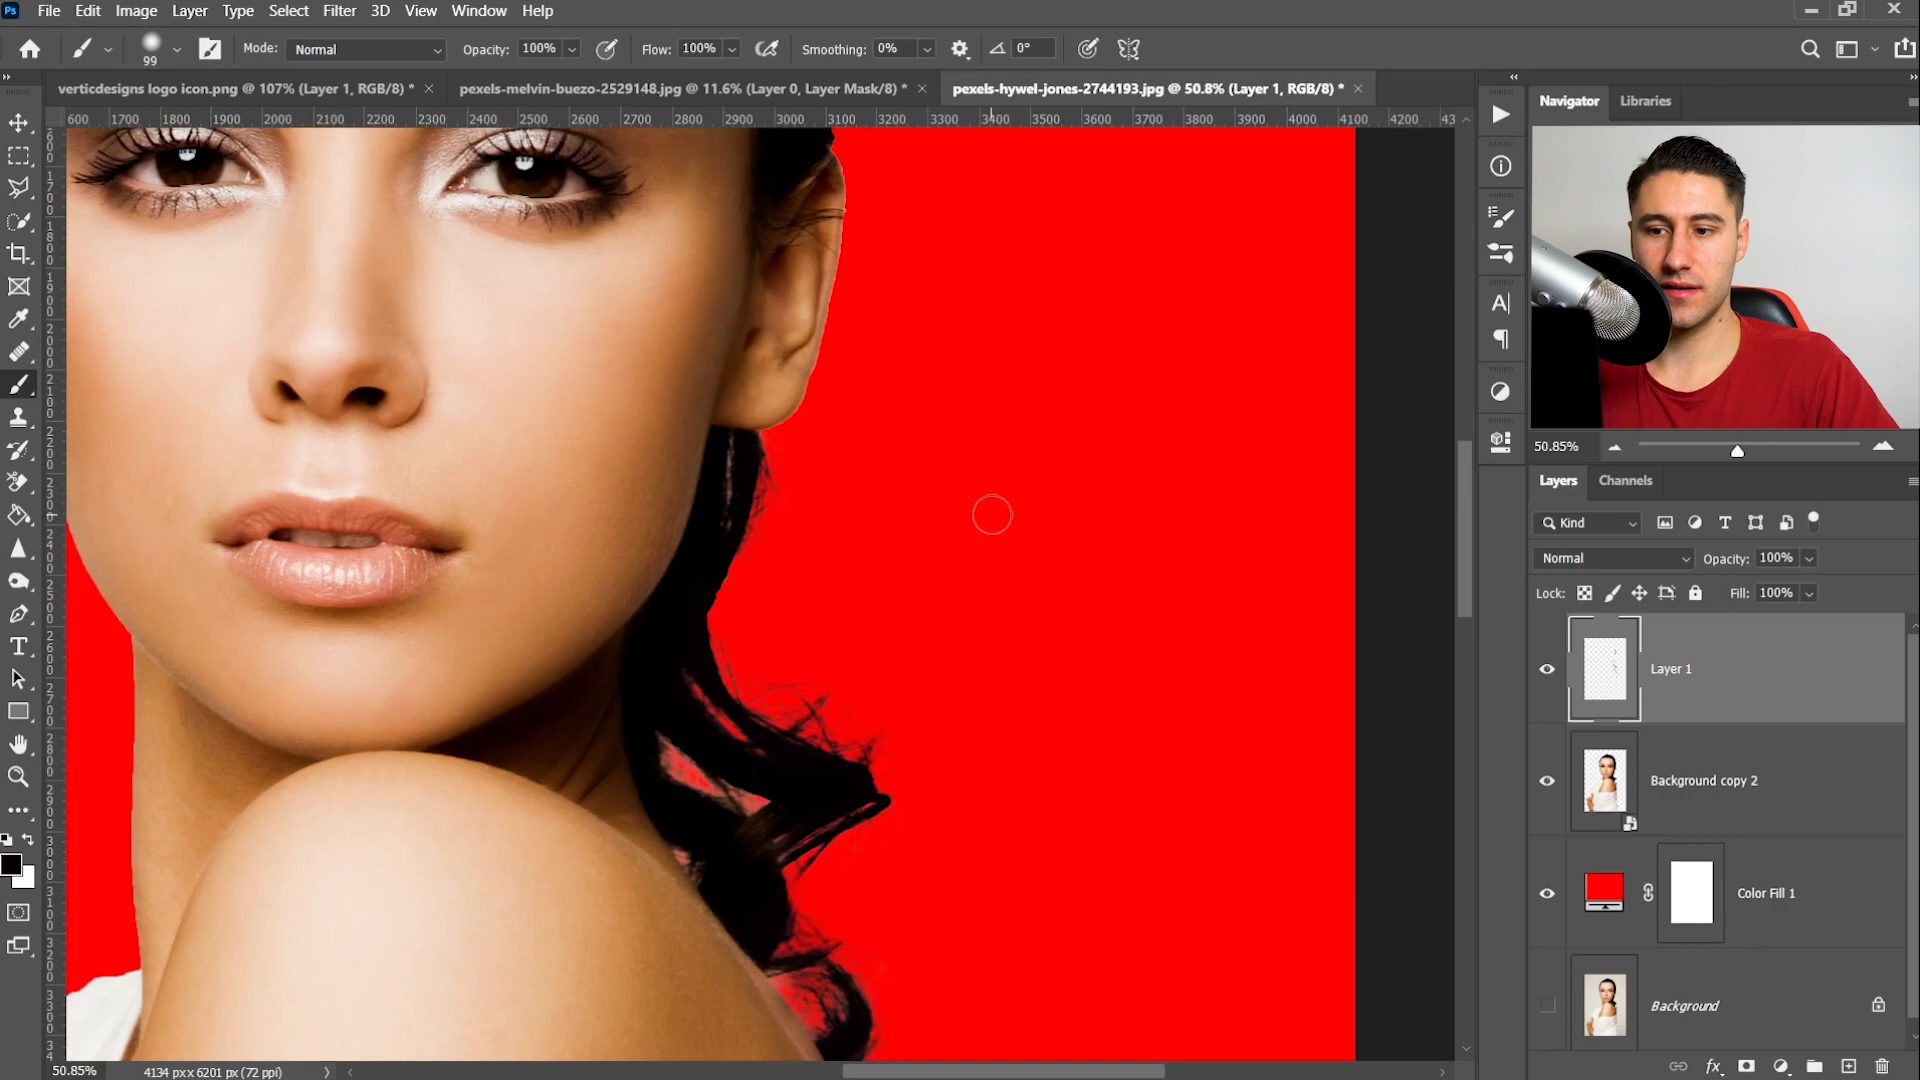 Ps File Edit Image Layer Type Select Filter 3D View Window Help
99 Mode: Normal Opacity: 100% Flow: 100% Smoothing: 0% 0°
verticdesigns logo icon.png @ 107% (Layer 1, RGB/8) * × pexels-melvin-buezo-2529148.jpg @ 11.6% (Layer 0, Layer Mask/8) * × pexels-hywel-jones-2744193.jpg @ 50.8% (Layer 1, RGB/8) * ×
Navigator Libraries
600 1700 1800 1900 2000 2100 2200 2300 2400 2500 2600 2700 2800 2900 3000 3100 3200 3300 3400 3500 3600 3700 3800 3900 4000 4100 4200 43
50.85%
Layers Channels
Kind
Normal Opacity: 100%
Lock: Fill: 100%
Layer 1
Background copy 2
Color Fill 1
Background
fx
50.85% 4134 px x 6201 px (72 ppi)